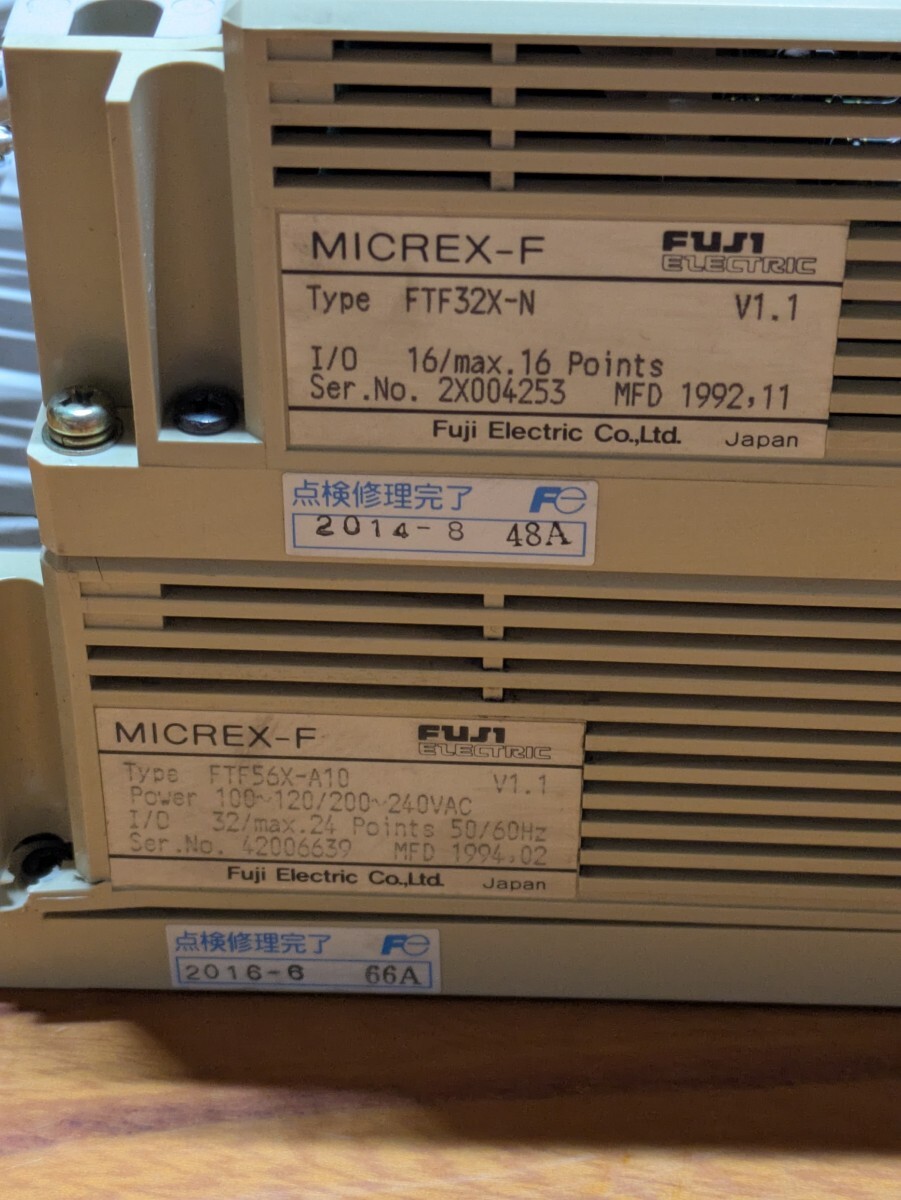 MICREX-F FUJI ELECTRIC
Type FTF32X-N V1.1
I/O 16/max.16 Points
Ser.No. 2X004253 MFD 1992,11
Fuji Electric Co.,Ltd. Japan
点検修理完了 Fe
2014-8 48A
MICREX-F FUJI ELECTRIC
Type FTF56X-A10 V1.1
Power 100~120/200~240VAC
I/O 32/max.24 Points 50/60Hz
Ser.No. 42006639 MFD 1994,02
Fuji Electric Co.,Ltd. Japan
点検修理完了 Fe
2016-6 66A